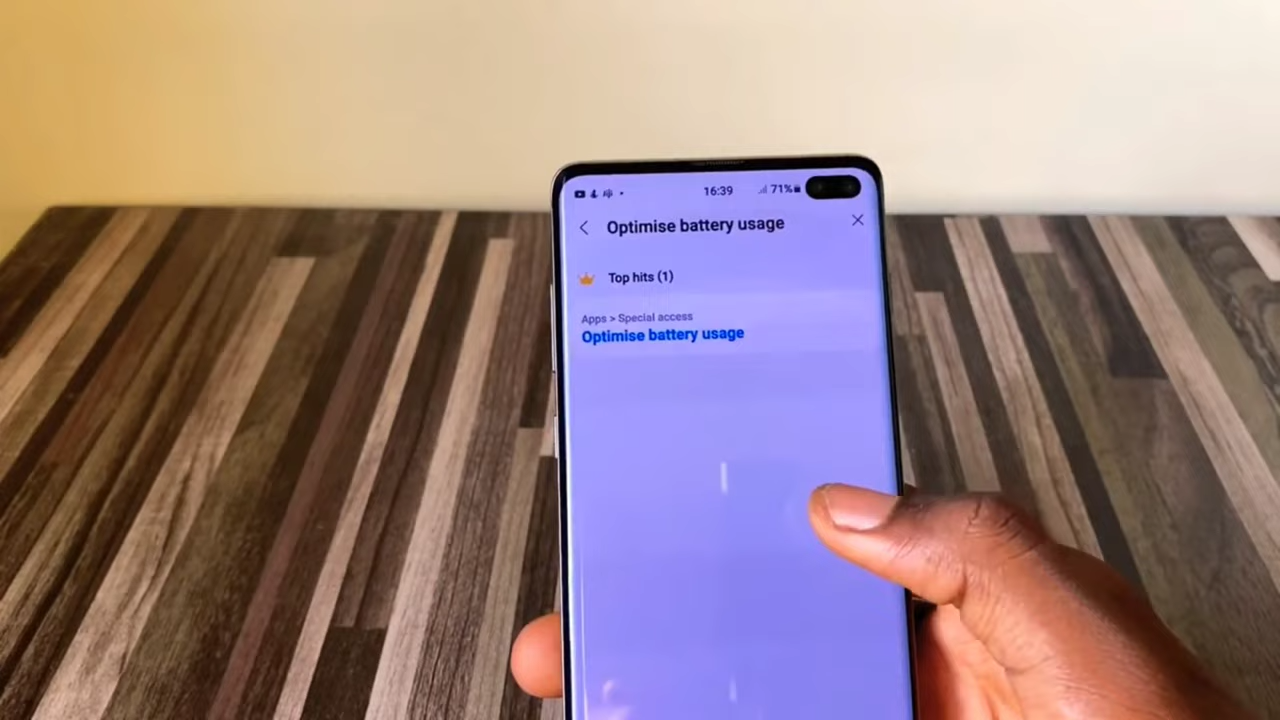 16:39 71%
Optimise battery usage
Top hits (1)
Apps > Special access
Optimise battery usage